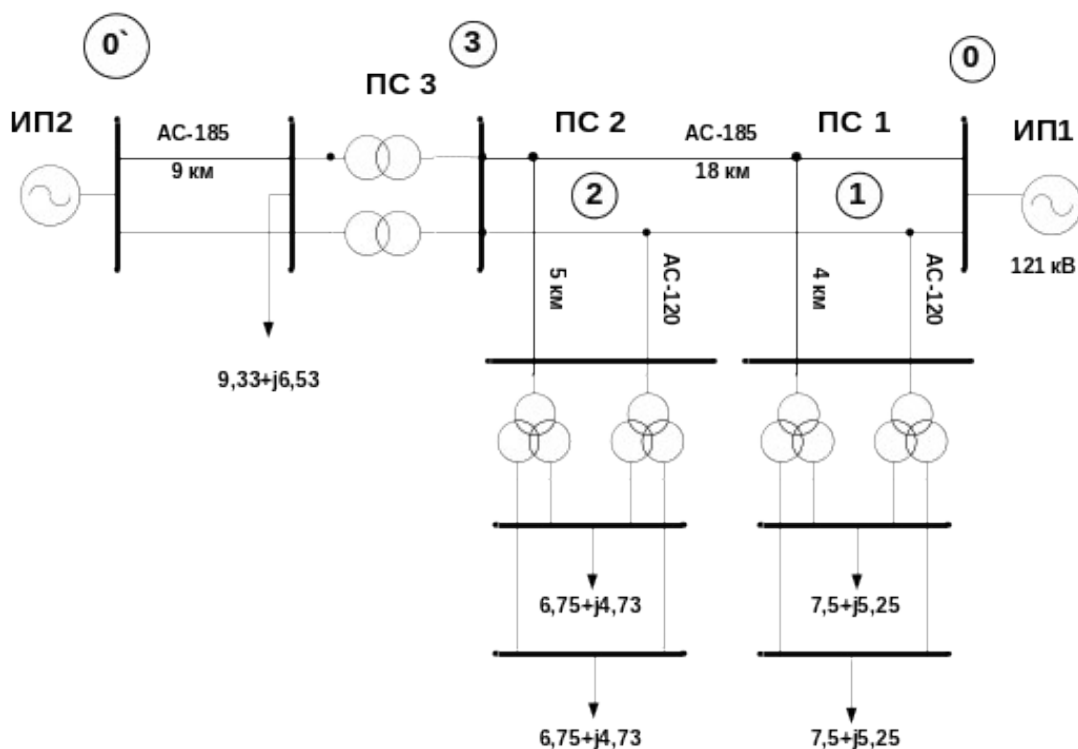 0`
3
0
ПС 3
ИП2
АС-185
ПС 2
АС-185
ПС 1
ИП1
9 км
18 км
2
1
121 кВ
5 км
АС-120
4 км
АС-120
9,33+j6,53
6,75+j4,73
7,5+j5,25
6,75+j4,73
7,5+j5,25